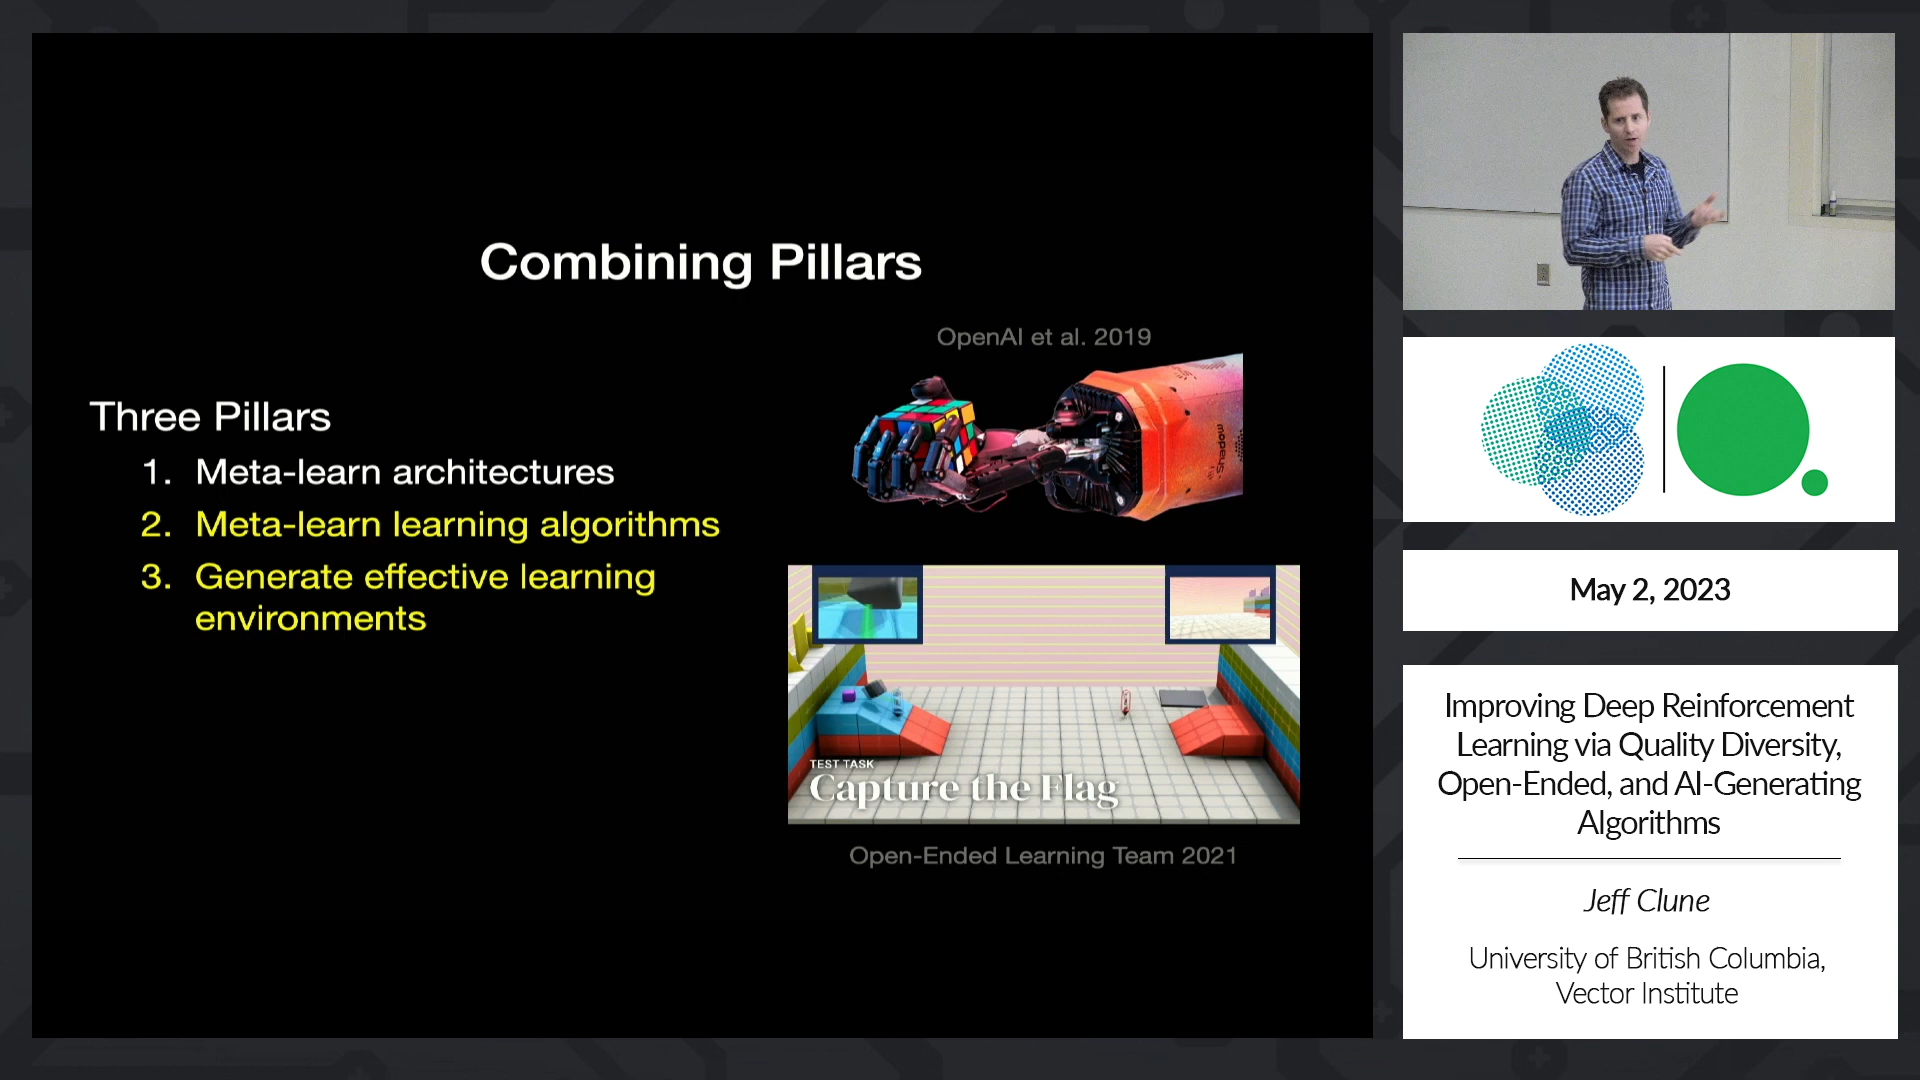 Combining Pillars
OpenAI et al. 2019
Three Pillars
1. Meta-learn architectures
2. Meta-learn learning algorithms
3. Generate effective learning
environments
Shadow
TEST TASK
Capture the Flag
Open-Ended Learning Team 2021
May 2, 2023
Improving Deep Reinforcement
Learning via Quality Diversity,
Open-Ended, and AI-Generating
Algorithms
Jeff Clune
University of British Columbia,
Vector Institute